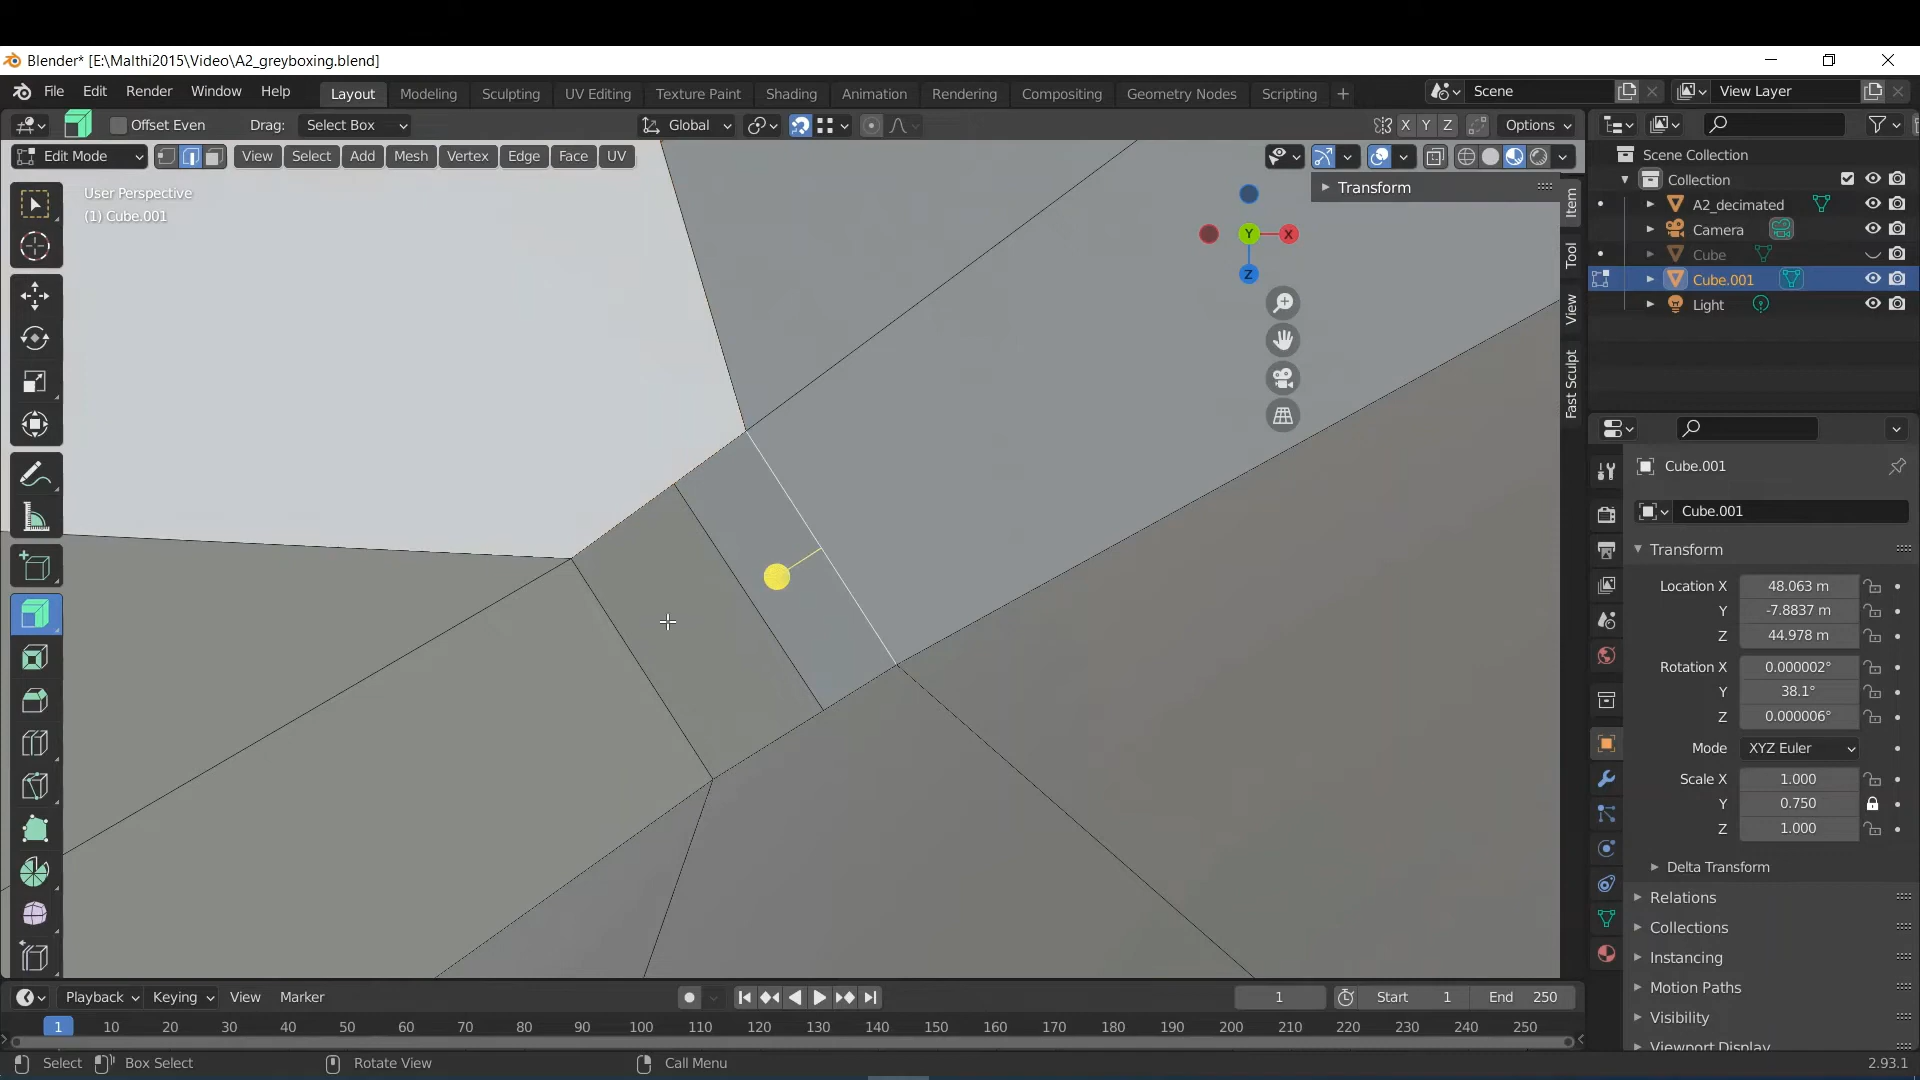 Blender* [E:\Malthi2015\Video\A2_greyboxing.blend]
File Edit Render Window Help Layout Modeling Sculpting UV Editing Texture Paint Shading Animation Rendering Compositing Geometry Nodes Scripting + Scene View Layer
Offset Even Drag: Select Box Global X Y Z Options
Edit Mode View Select Add Mesh Vertex Edge Face UV
User Perspective
(1) Cube.001
Transform
Y X
Z
Item
Tool
View
Fast Sculpt
Scene Collection
Collection
A2_decimated
Camera
Cube
Cube.001
Light
Cube.001
Cube.001
Transform
Location X 48.063 m
Y -7.8837 m
Z 44.978 m
Rotation X 0.000002°
Y 38.1°
Z 0.000006°
Mode XYZ Euler
Scale X 1.000
Y 0.750
Z 1.000
Delta Transform
Relations
Collections
Instancing
Motion Paths
Visibility
Viewport Display
Playback Keying View Marker 1 Start 1 End 250
1 10 20 30 40 50 60 70 80 90 100 110 120 130 140 150 160 170 180 190 200 210 220 230 240 250
Select Box Select Rotate View Call Menu 2.93.1